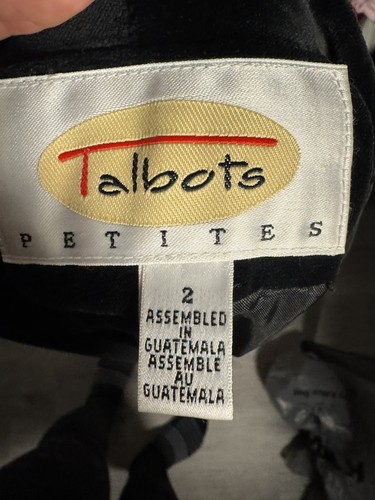 Talbots
PETITES
2
ASSEMBLED
IN
GUATEMALA
ASSEMBLE
AU
GUATEMALA